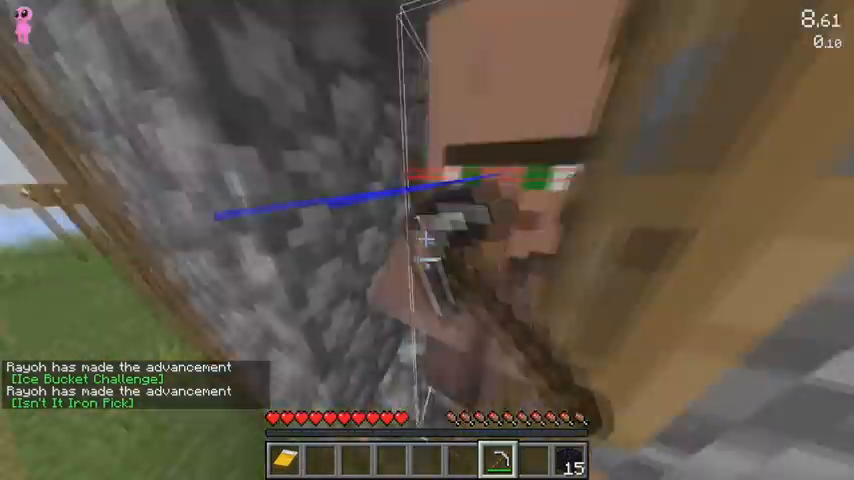 8.61
0.10
Rayoh has made the advancement
[Ice Bucket Challenge]
Rayoh has made the advancement
[Isn't It Iron Pick]
15